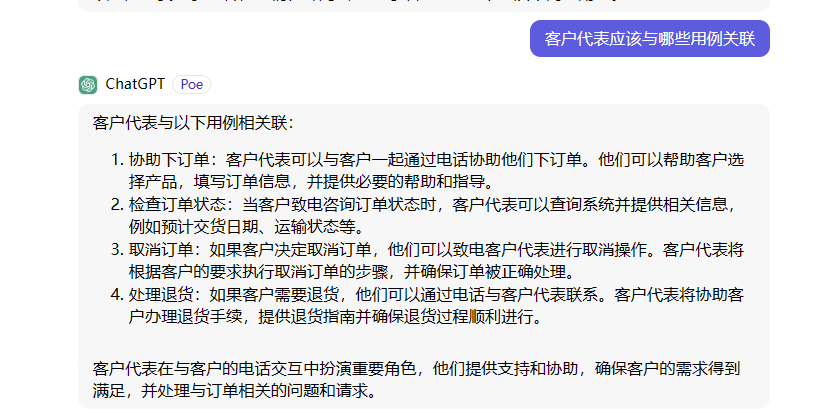 客户代表应该与哪些用例关联
ChatGPT Poe
客户代表与以下用例相关联：
1. 协助下订单：客户代表可以与客户一起通过电话协助他们下订单。他们可以帮助客户选
择产品，填写订单信息，并提供必要的帮助和指导。
2. 检查订单状态：当客户致电咨询订单状态时，客户代表可以查询系统并提供相关信息，
例如预计交货日期、运输状态等。
3. 取消订单：如果客户决定取消订单，他们可以致电客户代表进行取消操作。客户代表将
根据客户的要求执行取消订单的步骤，并确保订单被正确处理。
4. 处理退货：如果客户需要退货，他们可以通过电话与客户代表联系。客户代表将协助客
户办理退货手续，提供退货指南并确保退货过程顺利进行。
客户代表在与客户的电话交互中扮演重要角色，他们提供支持和协助，确保客户的需求得到
满足，并处理与订单相关的问题和请求。